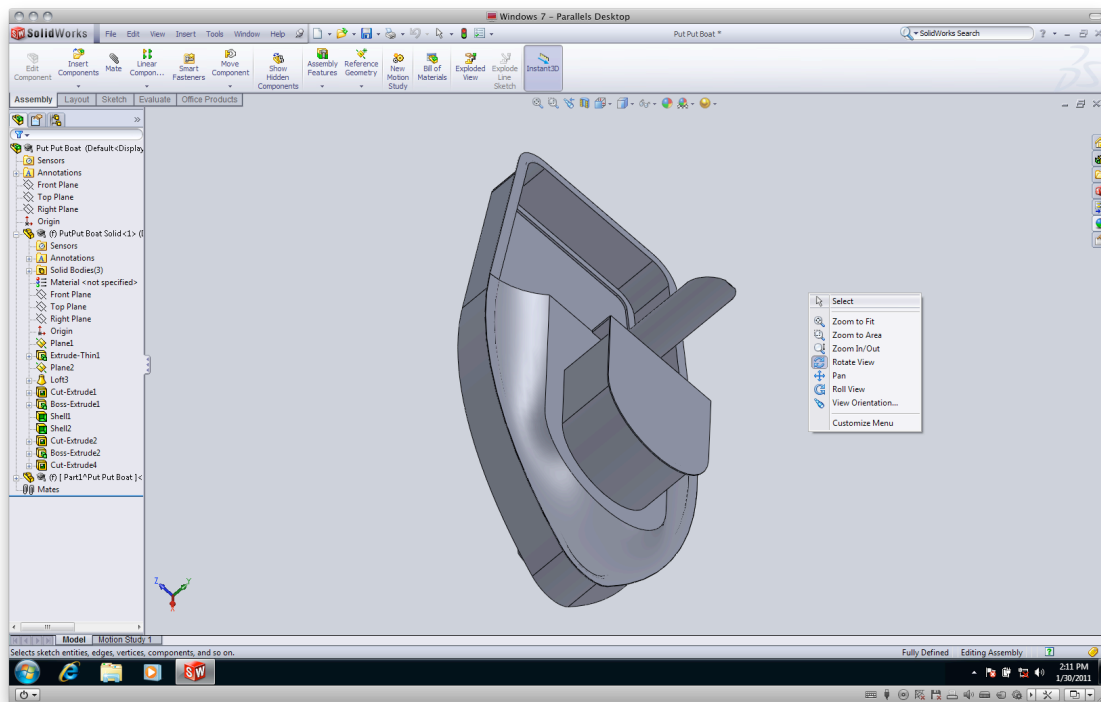 Windows 7 - Parallels Desktop
SolidWorks File Edit View Insert Tools Window Help Put Put Boat * SolidWorks Search
Edit Component
Insert Components
Mate
Linear Compon...
Smart Fasteners
Move Component
Show Hidden Components
Assembly Features
Reference Geometry
New Motion Study
Bill of Materials
Exploded View
Explode Line Sketch
Instant3D
Assembly Layout Sketch Evaluate Office Products
Put Put Boat (Default<Display
Sensors
Annotations
Front Plane
Top Plane
Right Plane
Origin
(f) PutPut Boat Solid<1> (
Sensors
Annotations
Solid Bodies(3)
Material <not specified>
Front Plane
Top Plane
Right Plane
Origin
Plane1
Extrude-Thin1
Plane2
Loft3
Cut-Extrude1
Boss-Extrude1
Shell1
Shell2
Cut-Extrude2
Boss-Extrude2
Cut-Extrude4
(f) [ Part1^Put Put Boat ]<
Mates
Select
Zoom to Fit
Zoom to Area
Zoom In/Out
Rotate View
Pan
Roll View
View Orientation...
Customize Menu
Z Y
X
Model Motion Study 1
Selects sketch entities, edges, vertices, components, and so on. Fully Defined Editing Assembly
SW
2:11 PM
1/30/2011